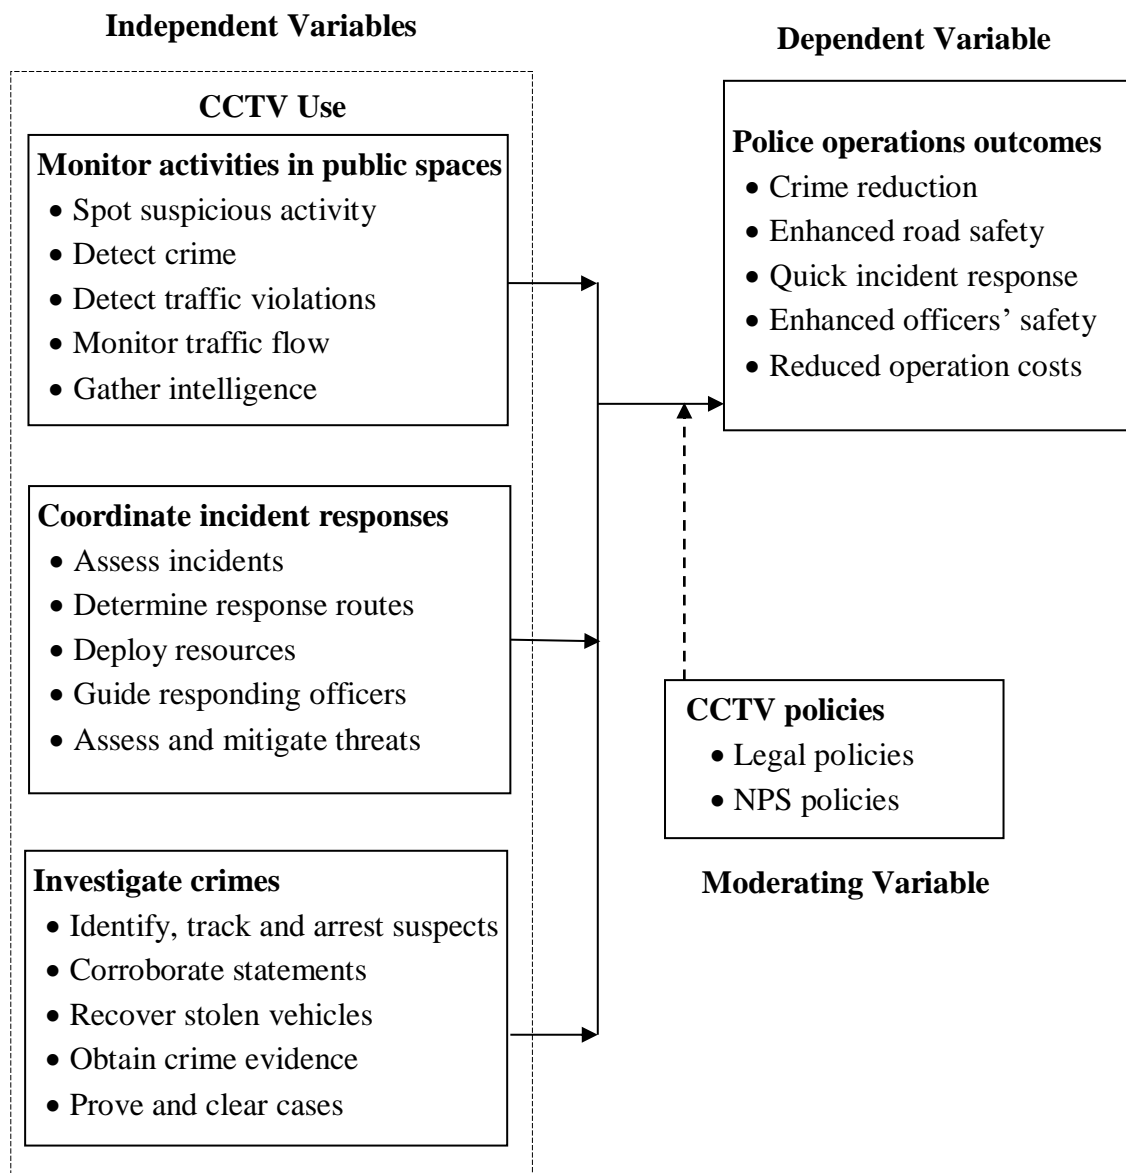 Independent Variables
CCTV Use
Monitor activities in public spaces
• Spot suspicious activity
• Detect crime
• Detect traffic violations
• Monitor traffic flow
• Gather intelligence
Coordinate incident responses
• Assess incidents
• Determine response routes
• Deploy resources
• Guide responding officers
• Assess and mitigate threats
Investigate crimes
• Identify, track and arrest suspects
• Corroborate statements
• Recover stolen vehicles
• Obtain crime evidence
• Prove and clear cases
Dependent Variable
Police operations outcomes
• Crime reduction
• Enhanced road safety
• Quick incident response
• Enhanced officers’ safety
• Reduced operation costs
CCTV policies
• Legal policies
• NPS policies
Moderating Variable